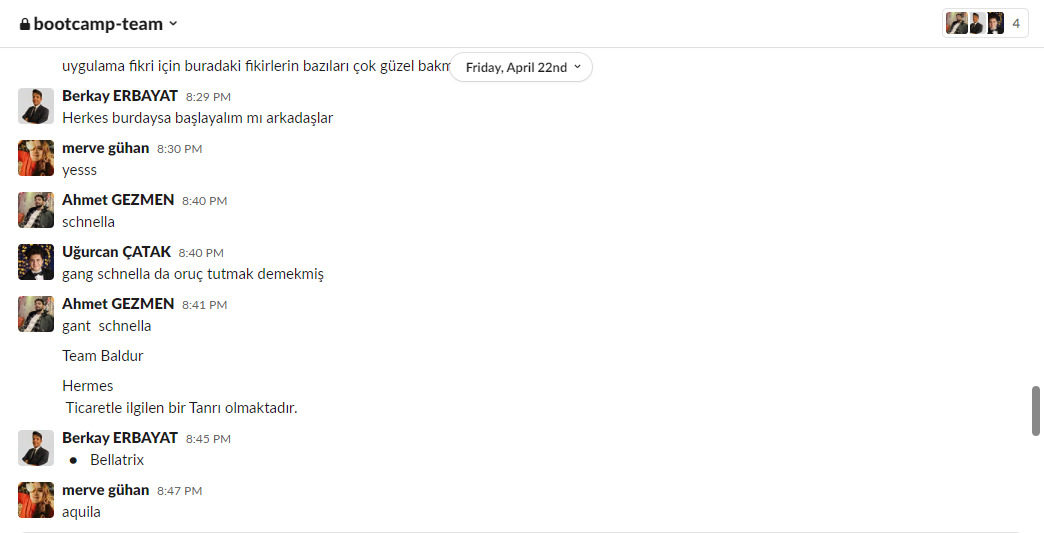 bootcamp-team
4
uygulama fikri için buradaki fikirlerin bazıları çok güzel bakm
Friday, April 22nd
Berkay ERBAYAT 8:29 PM
Herkes burdaysa başlayalım mı arkadaşlar
merve gühan 8:30 PM
yesss
Ahmet GEZMEN 8:40 PM
schnella
Uğurcan ÇATAK 8:40 PM
gang schnella da oruç tutmak demekmiş
Ahmet GEZMEN 8:41 PM
gant schnella
Team Baldur
Hermes
Ticaretle ilgilen bir Tanrı olmaktadır.
Berkay ERBAYAT 8:45 PM
• Bellatrix
merve gühan 8:47 PM
aquila